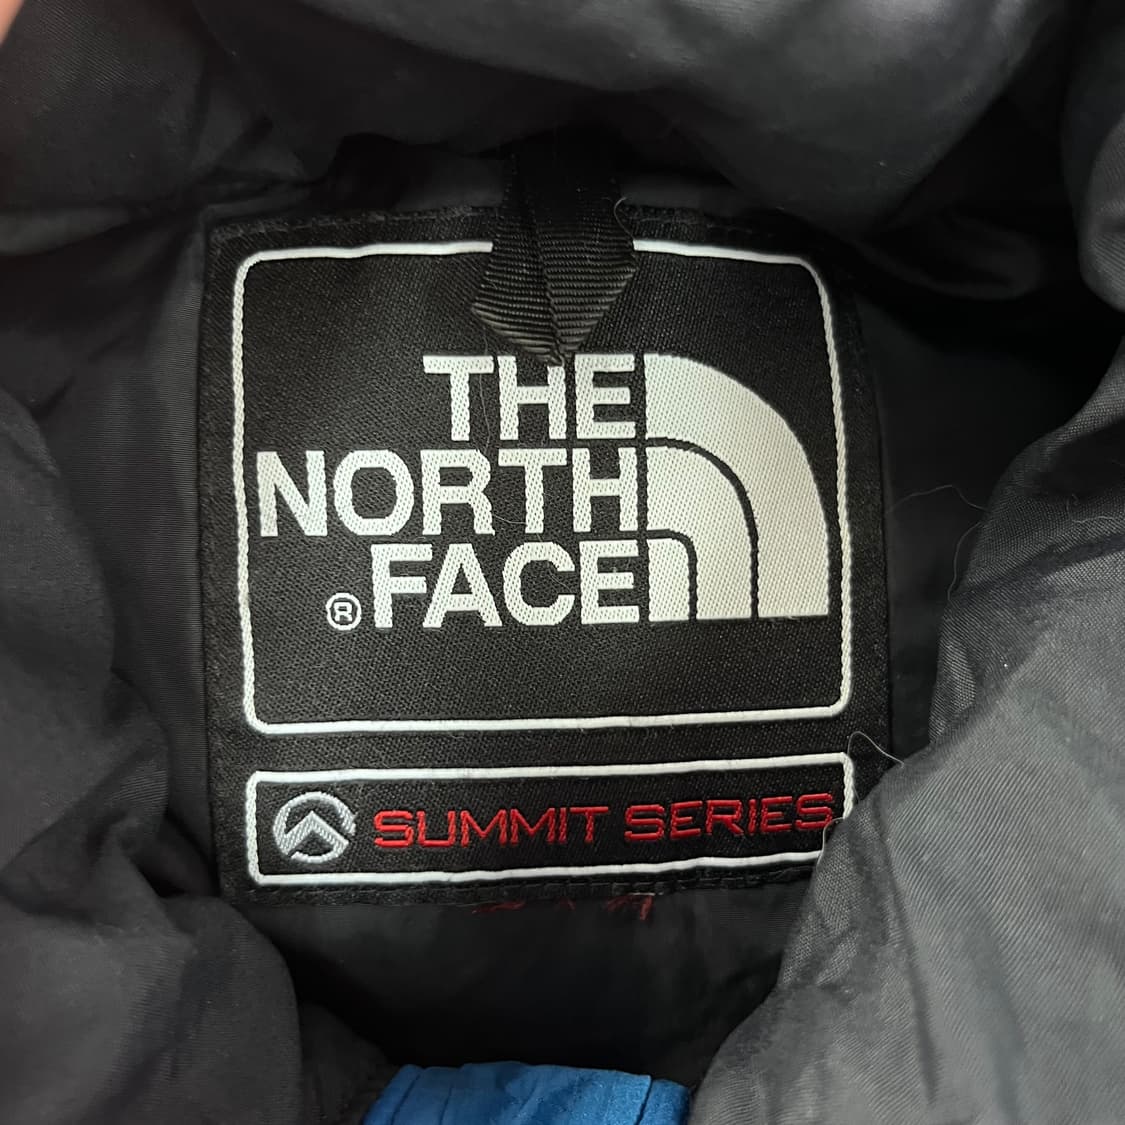 THE
NORTH
® FACE
SUMMIT SERIES